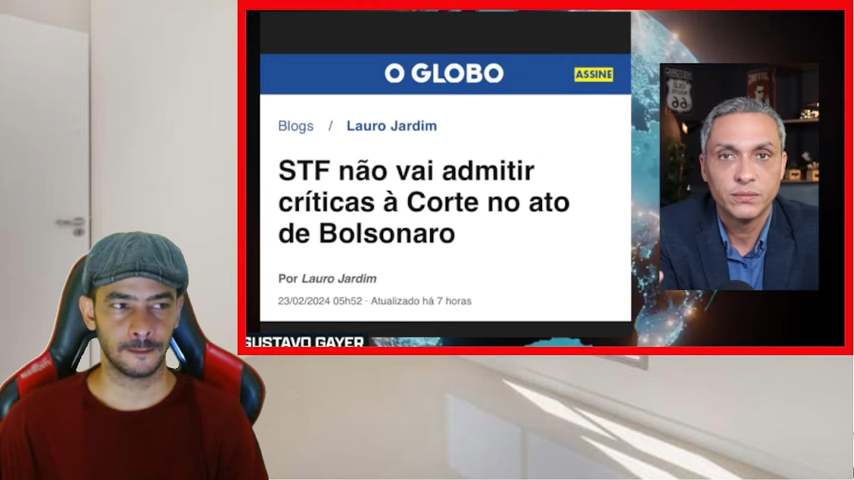 O GLOBO
ASSINE
Blogs / Lauro Jardim
STF não vai admitir
críticas à Corte no ato
de Bolsonaro
Por Lauro Jardim
23/02/2024 05h52 · Atualizado há 7 horas
GUSTAVO GAYER
66